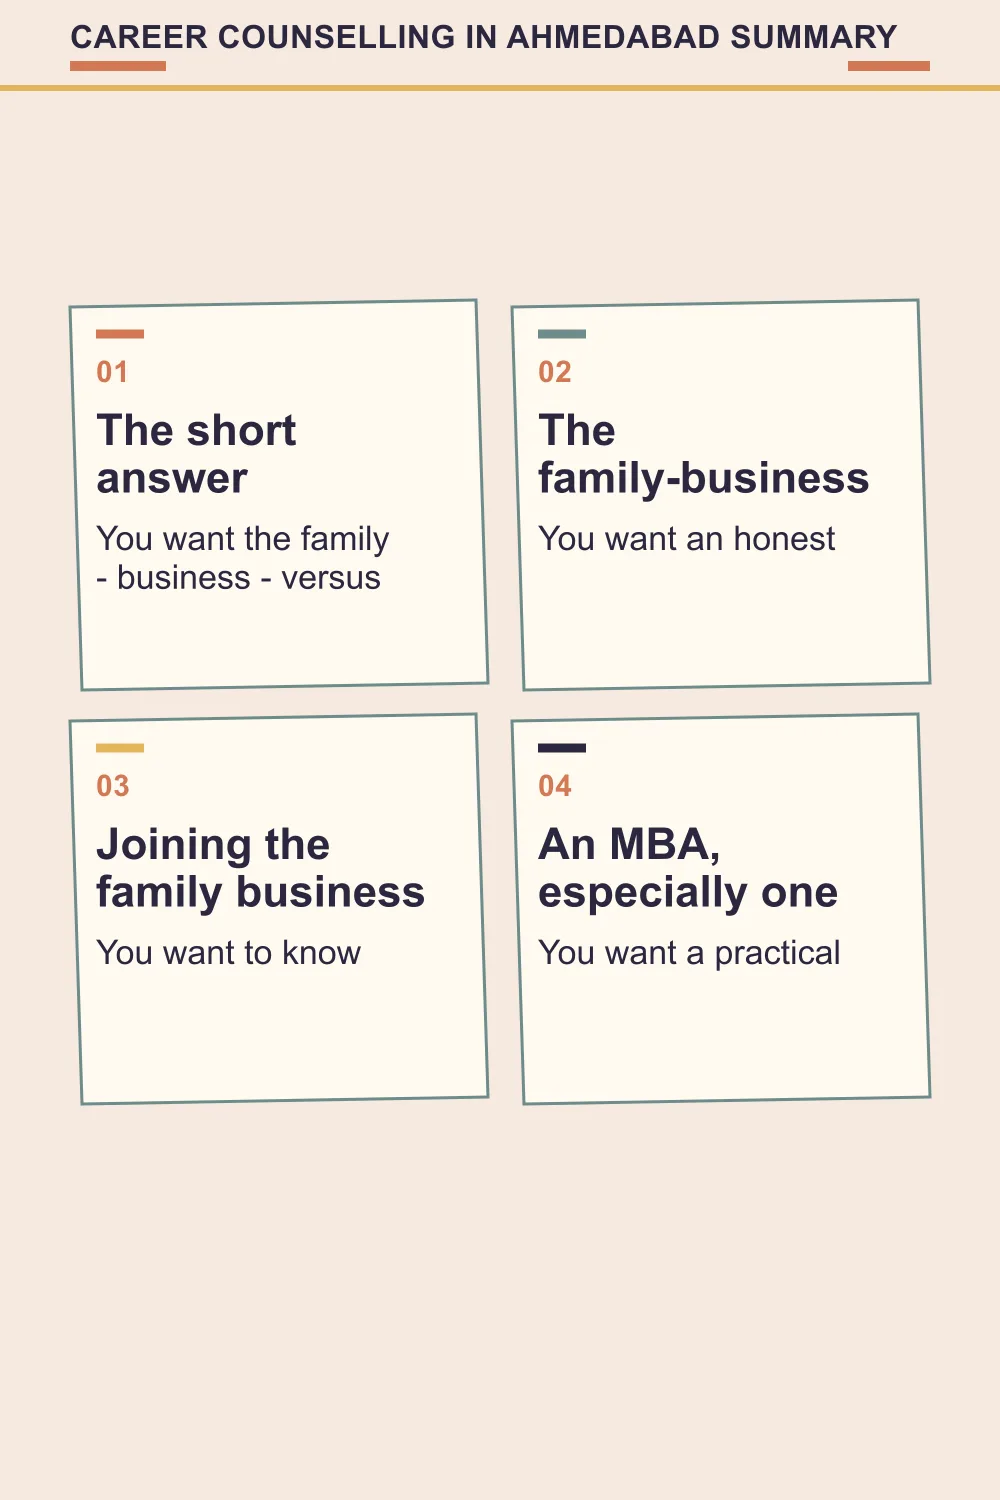 CAREER COUNSELLING IN AHMEDABAD SUMMARY
01
The short
answer
You want the family
- business - versus
02
The
family-business
You want an honest
03
Joining the
family business
You want to know
04
An MBA,
especially one
You want a practical